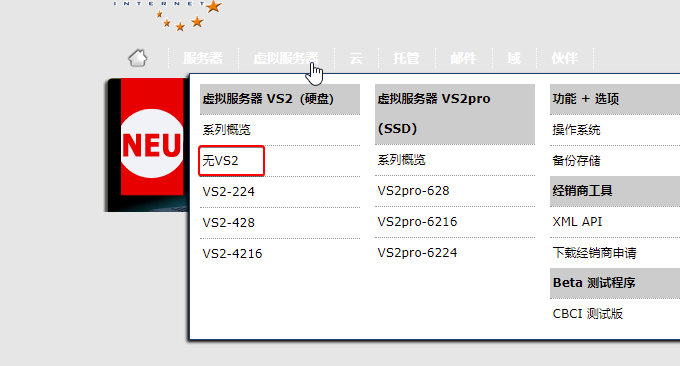 INTERNET
服务器 虚拟服务器 云 托管 邮件 域 伙伴
NEU
虚拟服务器 VS2 (硬盘)
系列概览
无VS2
VS2-224
VS2-428
VS2-4216
虚拟服务器 VS2pro
(SSD)
系列概览
VS2pro-628
VS2pro-6216
VS2pro-6224
功能 + 选项
操作系统
备份存储
经销商工具
XML API
下载经销商申请
Beta 测试程序
CBCI 测试版